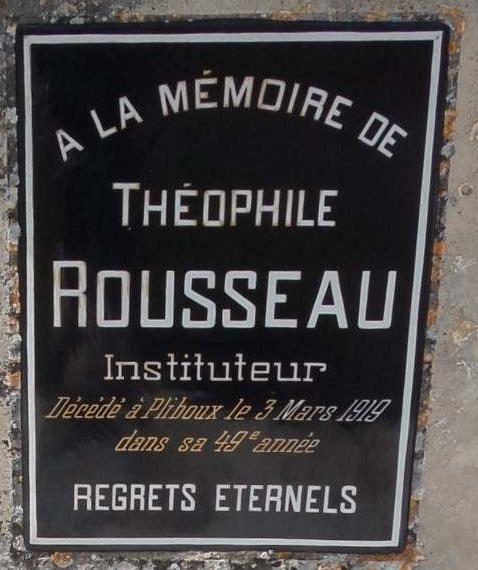 A LA MÉMOIRE DE
THÉOPHILE
ROUSSEAU
Instituteur
Décédé à Pliboux le 3 Mars 1919
dans sa 49e année
REGRETS ETERNELS